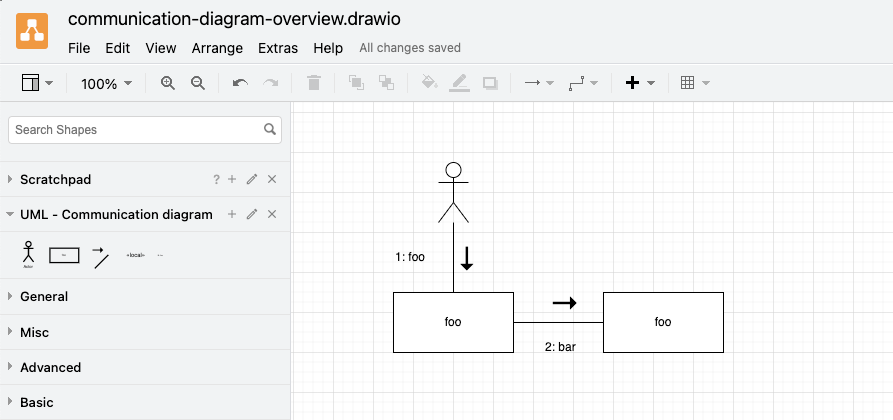 communication-diagram-overview.drawio
File Edit View Arrange Extras Help All changes saved
100%
Search Shapes
Scratchpad ?
UML - Communication diagram
Actor «local»
General
Misc
Advanced
Basic
1: foo
foo
foo
2: bar